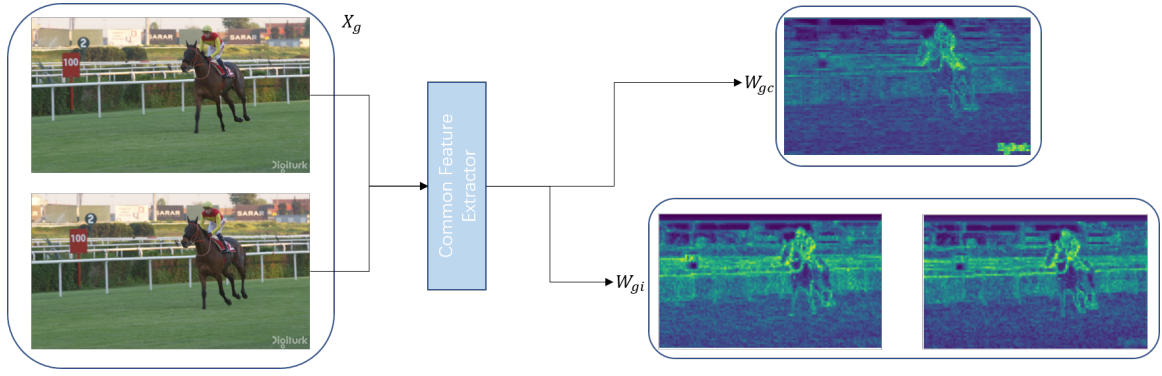 X_g
2
SARAR
SARAR
100
Digiturk
2
SARAR
SARAR
100
Digiturk
Common Feature
Extractor
W_gc
W_gi